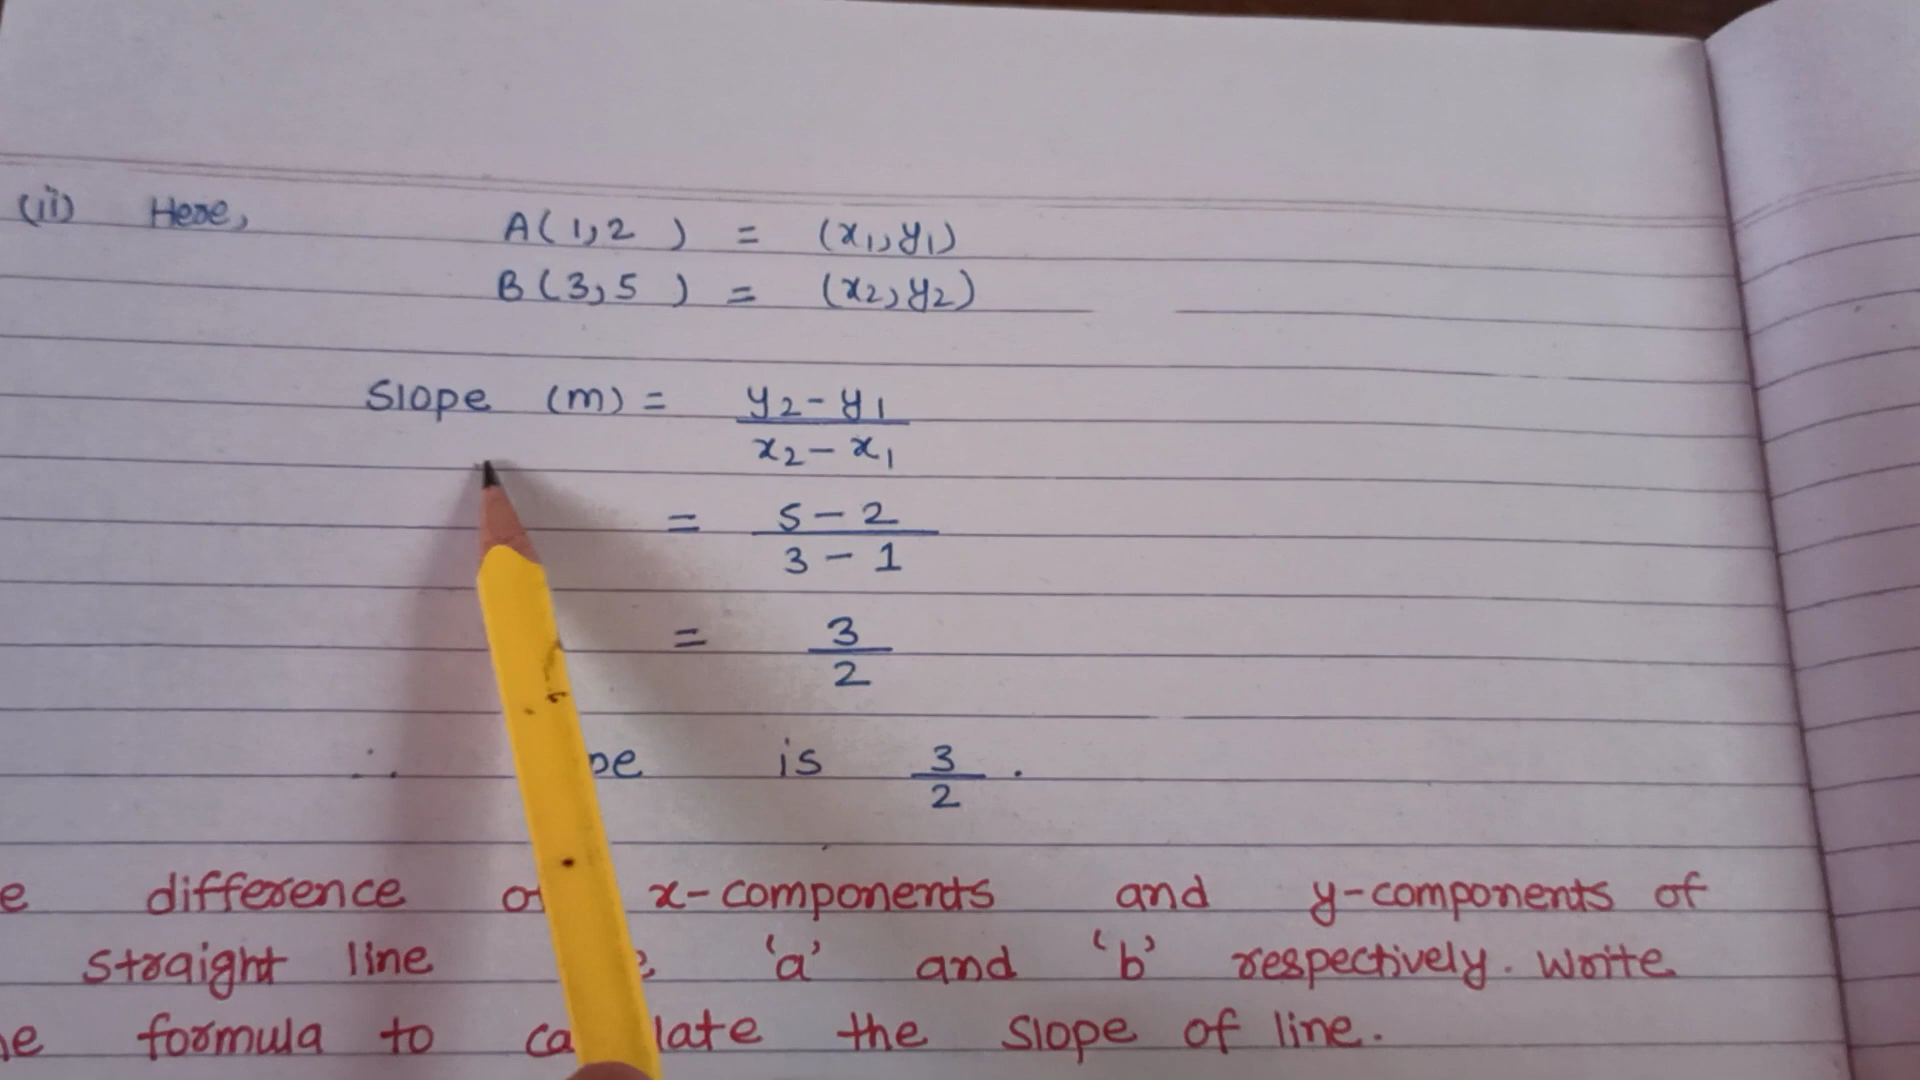 (ii) Here, A(1,2) = (x₁,y₁)
B(3,5) = (x₂,y₂)
Slope (m) = y₂-y₁
x₂-x₁
= 5-2
3-1
= 3
2
∴ is 3/2.
difference x-components and y-components of
straight line 'a' and 'b' respectively. Write
formula to the slope of line.